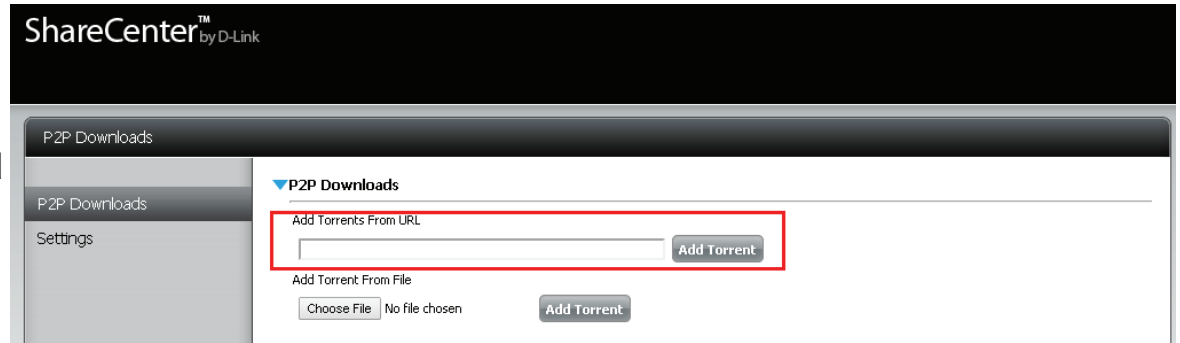 ShareCenter™ by D-Link
P2P Downloads
P2P Downloads
Settings
P2P Downloads
Add Torrents From URL
Add Torrent
Add Torrent From File
Choose File No file chosen Add Torrent